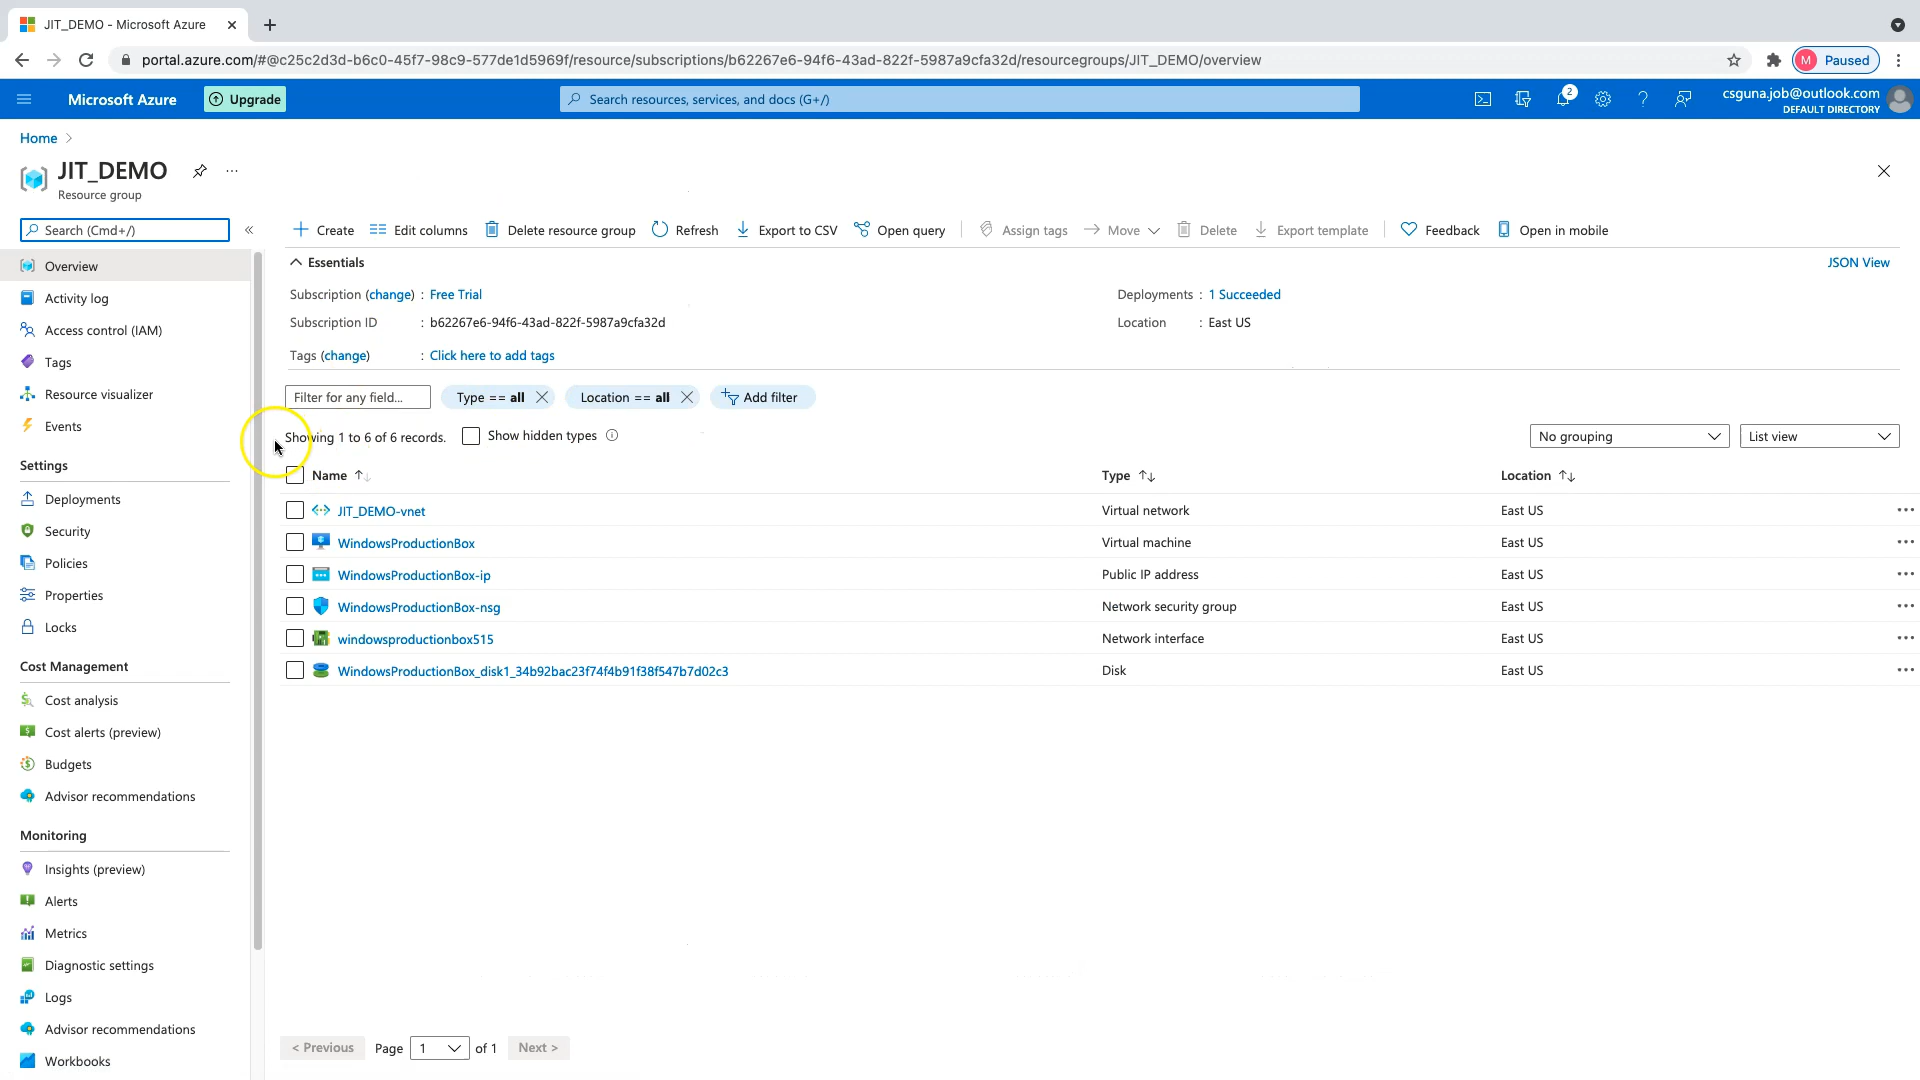 JIT_DEMO - Microsoft Azure
portal.azure.com/#@c25c2d3d-b6c0-45f7-98c9-577de1d5969f/resource/subscriptions/b62267e6-94f6-43ad-822f-5987a9cfa32d/resourcegroups/JIT_DEMO/overview
M Paused
Microsoft Azure
Upgrade
Search resources, services, and docs (G+/)
2
csguna.job@outlook.com
DEFAULT DIRECTORY
Home
JIT_DEMO
Resource group
Search (Cmd+/)
Create Edit columns Delete resource group Refresh Export to CSV Open query Assign tags Move Delete Export template Feedback Open in mobile
Overview
Activity log
Access control (IAM)
Tags
Resource visualizer
Events
Settings
Deployments
Security
Policies
Properties
Locks
Cost Management
Cost analysis
Cost alerts (preview)
Budgets
Advisor recommendations
Monitoring
Insights (preview)
Alerts
Metrics
Diagnostic settings
Logs
Advisor recommendations
Workbooks
Essentials
JSON View
Subscription (change) : Free Trial
Deployments : 1 Succeeded
Subscription ID : b62267e6-94f6-43ad-822f-5987a9cfa32d
Location : East US
Tags (change) : Click here to add tags
Filter for any field...
Type == all
Location == all
Add filter
Showing 1 to 6 of 6 records.
Show hidden types
No grouping
List view
Name Type Location
JIT_DEMO-vnet Virtual network East US
WindowsProductionBox Virtual machine East US
WindowsProductionBox-ip Public IP address East US
WindowsProductionBox-nsg Network security group East US
windowsproductionbox515 Network interface East US
WindowsProductionBox_disk1_34b92bac23f74f4b91f38f547b7d02c3 Disk East US
< Previous Page 1 of 1 Next >